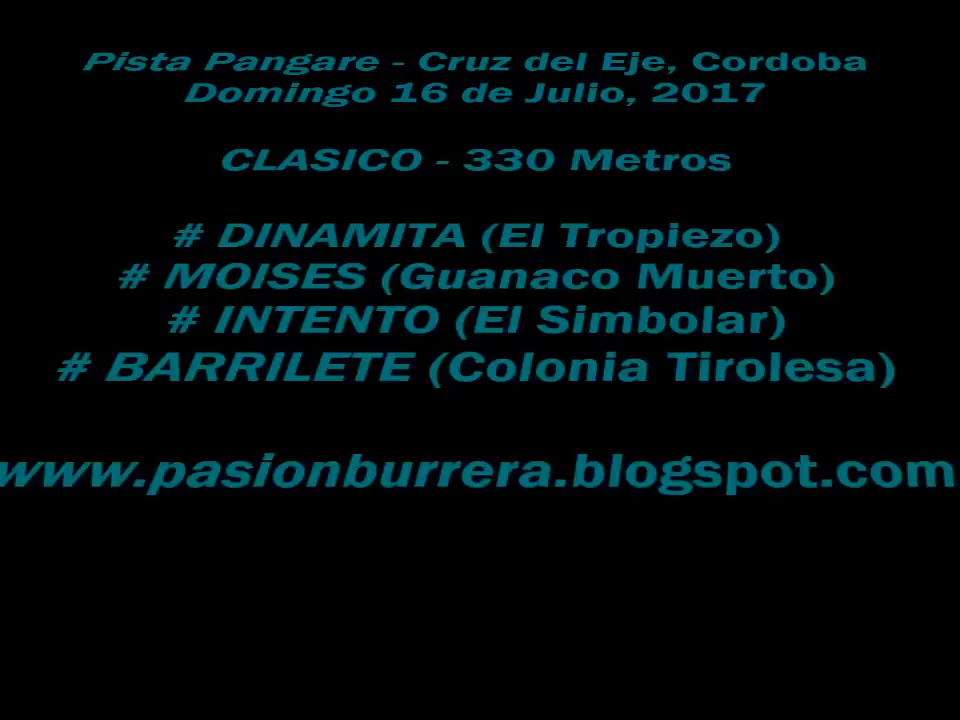 Pista Pangare - Cruz del Eje, Cordoba
Domingo 16 de Julio, 2017
CLASICO - 330 Metros
# DINAMITA (El Tropiezo)
# MOISES (Guanaco Muerto)
# INTENTO (El Simbolar)
# BARRILETE (Colonia Tirolesa)
www.pasionburrera.blogspot.com